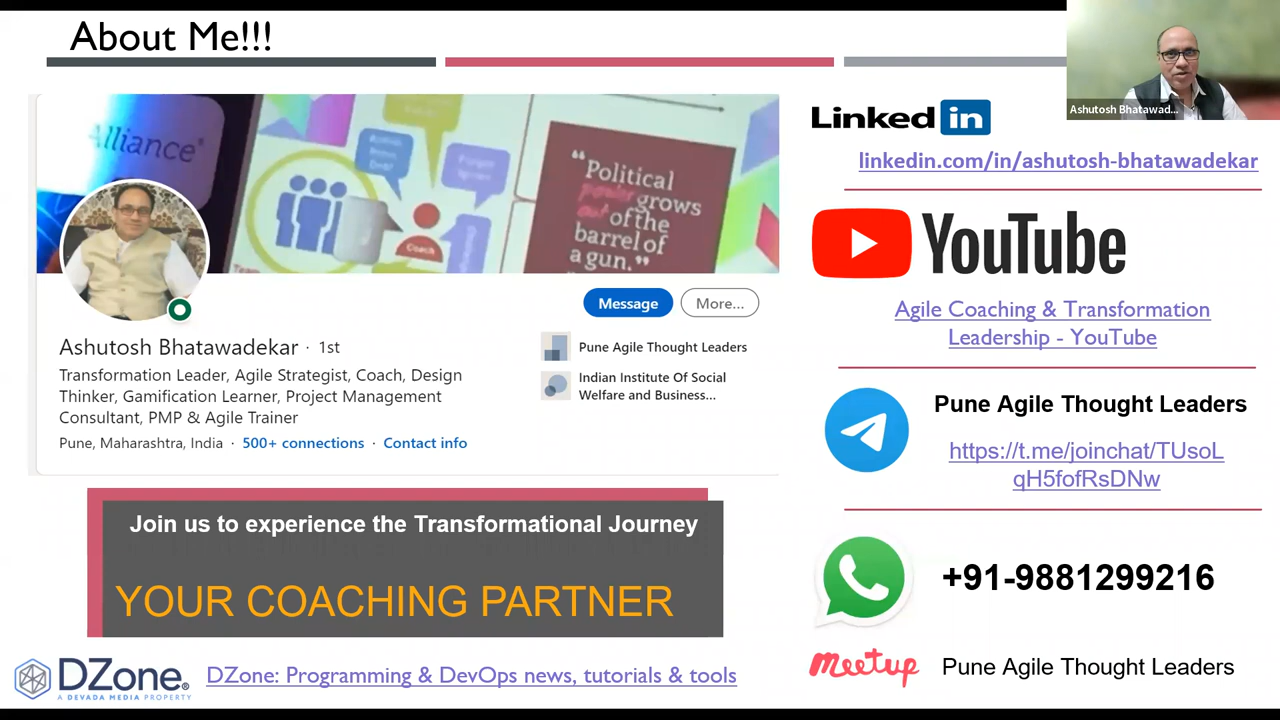 About Me!!!
Ashutosh Bhatawad...
Alliance®
Coach
“Political
power grows
out of the
barrel of
a gun.”
Message
More...
Ashutosh Bhatawadekar · 1st
Transformation Leader, Agile Strategist, Coach, Design
Thinker, Gamification Learner, Project Management
Consultant, PMP & Agile Trainer
Pune, Maharashtra, India · 500+ connections · Contact info
Pune Agile Thought Leaders
Indian Institute Of Social
Welfare and Business...
Join us to experience the Transformational Journey
YOUR COACHING PARTNER
DZone®
A DEVADA MEDIA PROPERTY
DZone: Programming & DevOps news, tutorials & tools
Linked in
linkedin.com/in/ashutosh-bhatawadekar
YouTube
Agile Coaching & Transformation
Leadership - YouTube
Pune Agile Thought Leaders
https://t.me/joinchat/TUsoL
qH5fofRsDNw
+91-9881299216
meetup
Pune Agile Thought Leaders